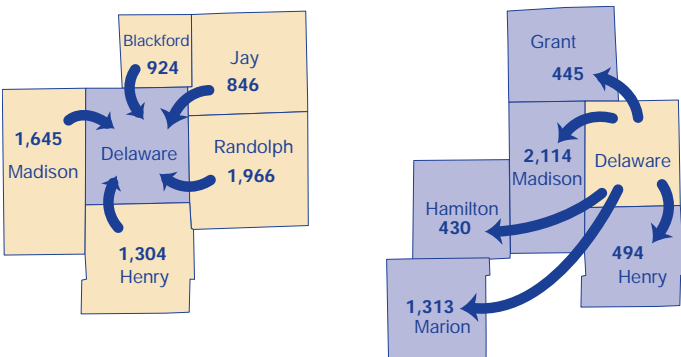 Blackford
924
Jay
846
1,645
Madison
Delaware
Randolph
1,966
1,304
Henry
Grant
445
2,114
Madison
Delaware
Hamilton
430
494
Henry
1,313
Marion